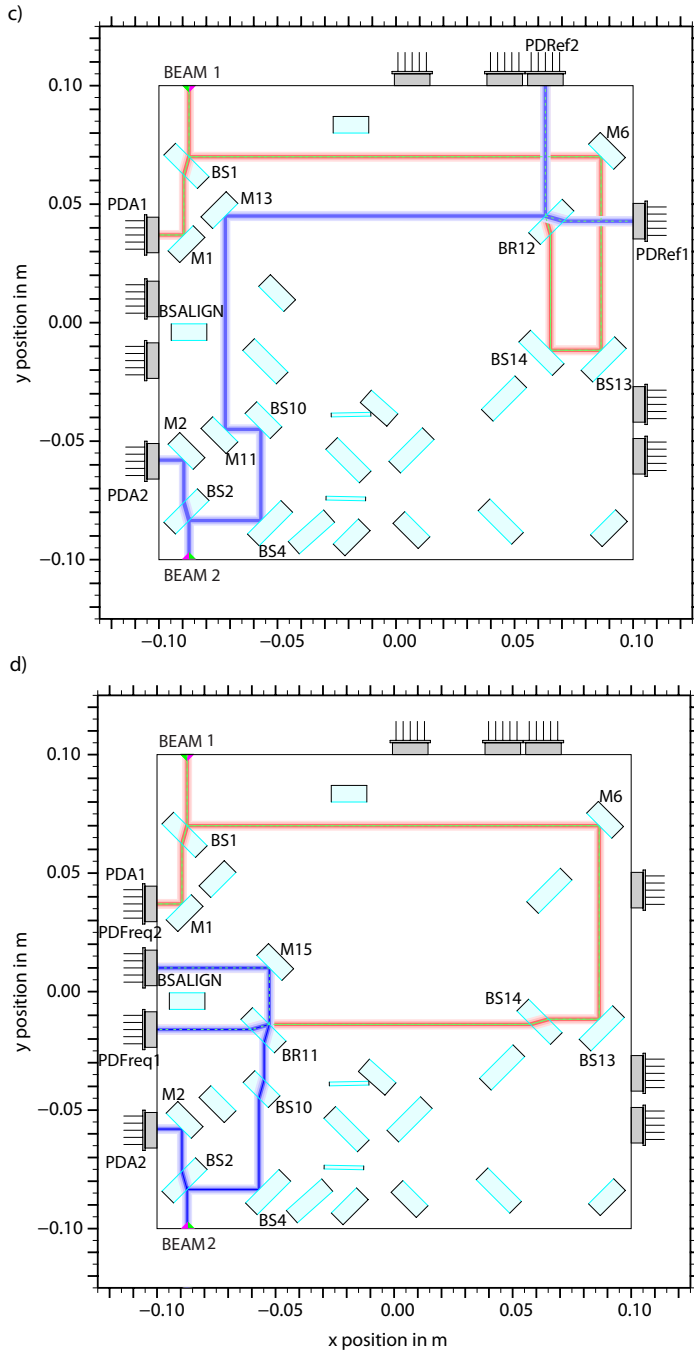 c)
PDRef2
BEAM 1
0.10
M6
BS1
M13
PDA1
0.05
M1
BR12
PDRef1
BSALIGN
0.00
y position in m
BS14
BS13
BS10
M2
−0.05
M11
PDA2
BS2
BS4
−0.10
BEAM 2
−0.10 −0.05 0.00 0.05 0.10
d)
BEAM 1
0.10
M6
BS1
0.05
PDA1
M1
PDFreq2
M15
BSALIGN
0.00
y position in m
BS14
BR11
BS13
PDFreq1
BS10
M2
−0.05
PDA2
BS2
BS4
−0.10
BEAM2
−0.10 −0.05 0.00 0.05 0.10
x position in m